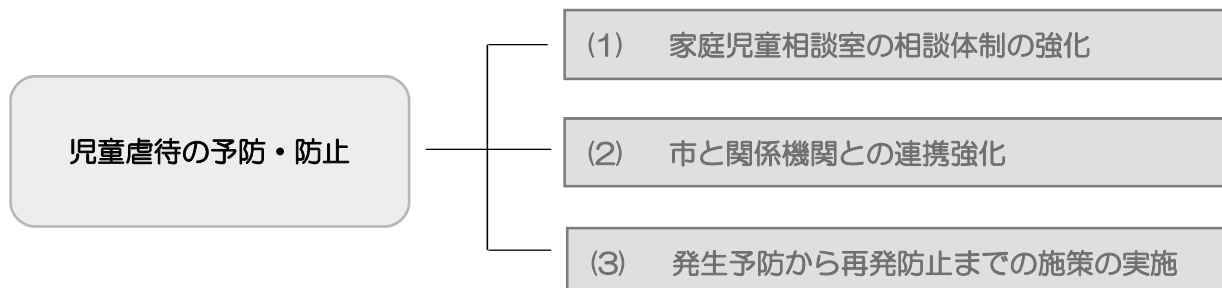 児童虐待の予防・防止
(1) 家庭児童相談室の相談体制の強化
(2) 市と関係機関との連携強化
(3) 発生予防から再発防止までの施策の実施